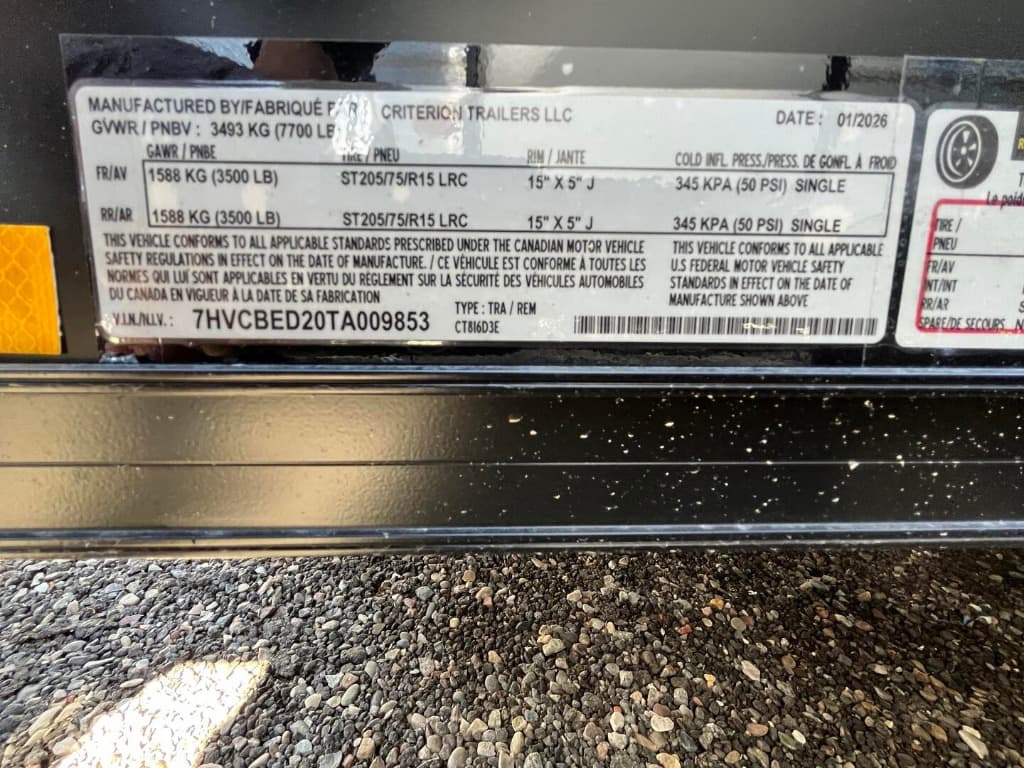 MANUFACTURED BY/FABRIQUÉ PAR CRITERION TRAILERS LLC DATE : 01/2026
GVWR / PNBV : 3493 KG (7700 LB
GAWR / PNBE TIRE / PNEU RIM / JANTE COLD INFL. PRESS./PRESS. DE GONFL. À FROID
FR/AV 1588 KG (3500 LB) ST205/75/R15 LRC 15" X 5" J 345 KPA (50 PSI) SINGLE
RR/AR 1588 KG (3500 LB) ST205/75/R15 LRC 15" X 5" J 345 KPA (50 PSI) SINGLE
THIS VEHICLE CONFORMS TO ALL APPLICABLE STANDARDS PRESCRIBED UNDER THE CANADIAN MOTOR VEHICLE
SAFETY REGULATIONS IN EFFECT ON THE DATE OF MANUFACTURE. / CE VÉHICULE EST CONFORME À TOUTES LES
NORMES QUI LUI SONT APPLICABLES EN VERTU DU RÉGLEMENT SUR LA SÉCURITÉ DES VÉHICULES AUTOMOBILES
DU CANADA EN VIGUEUR À LA DATE DE SA FABRICATION
THIS VEHICLE CONFORMS TO ALL APPLICABLE
U.S FEDERAL MOTOR VEHICLE SAFETY
STANDARDS IN EFFECT ON THE DATE OF
MANUFACTURE SHOWN ABOVE
V.I.N./N.I.V. : 7HVCBED20TA009853
TYPE : TRA / REM
CT816D3E
Le poids
TIRE /
PNEU
FR/AV
INT/INT
RR/AR
SPARE/DE SECOURS